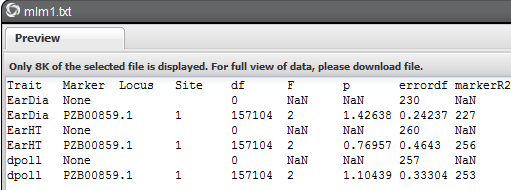 mlm1.txt
Preview
Only 8K of the selected file is displayed. For full view of data, please download file.
Trait Marker Locus Site df F p errordf markerR2
EarDia None 0 NaN NaN 230 NaN
EarDia PZB00859.1 1 157104 2 1.42638 0.24237 227
EarHT None 0 NaN NaN 260 NaN
EarHT PZB00859.1 1 157104 2 0.76957 0.4643 256
dpoll None 0 NaN NaN 257 NaN
dpoll PZB00859.1 1 157104 2 1.10439 0.33304 253